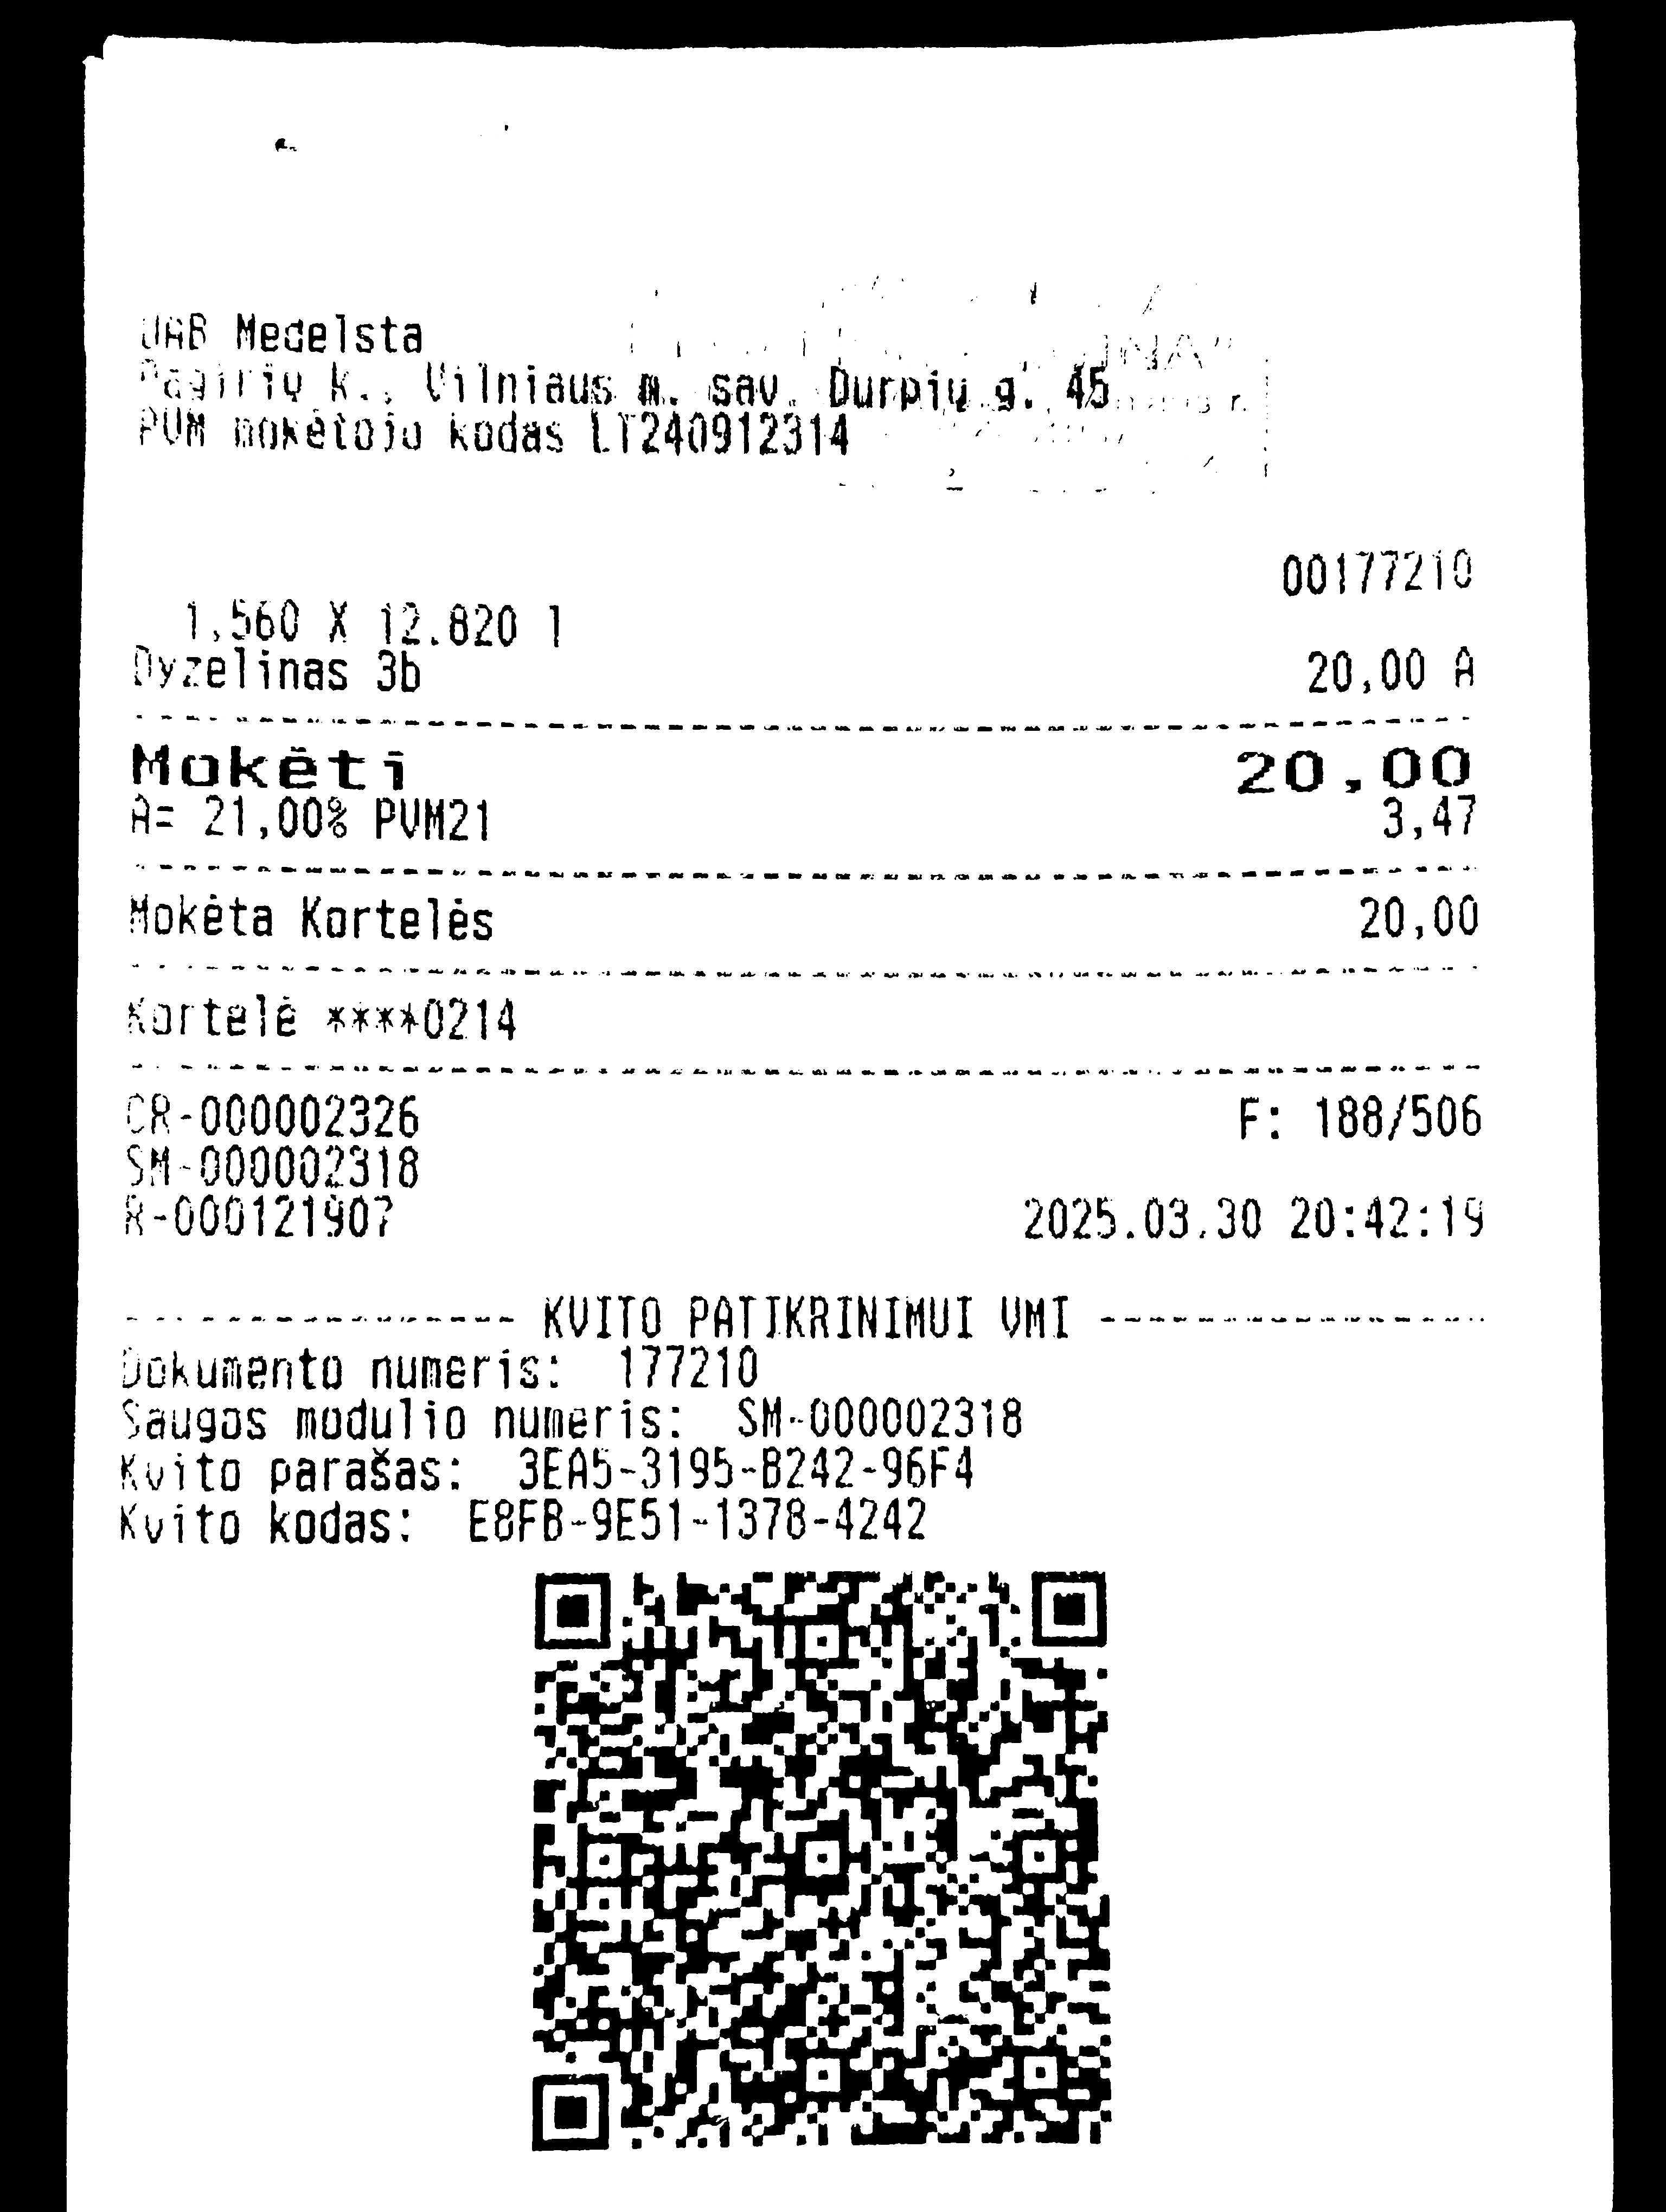 UAB Medelsta
Pagirių k., Vilniaus m. sav. Durpių g. 45
PVM mokėtojo kodas LT240912314
00177210
1,560 X 12.820 l
Dyzelinas 3b 20,00 A
Mokėti 20,00
A= 21,00% PVM21 3,47
Mokėta Kortelės 20,00
Kortelė ****0214
CR-000002326 F: 188/506
SM-000002318
R-000121907 2025.03.30 20:42:19
KVITO PATIKRINIMUI VMI
Dokumento numeris: 177210
Saugos modulio numeris: SM-000002318
Kvito parašas: 3EA5-3195-B242-96F4
Kvito kodas: E8FB-9E51-1378-4242